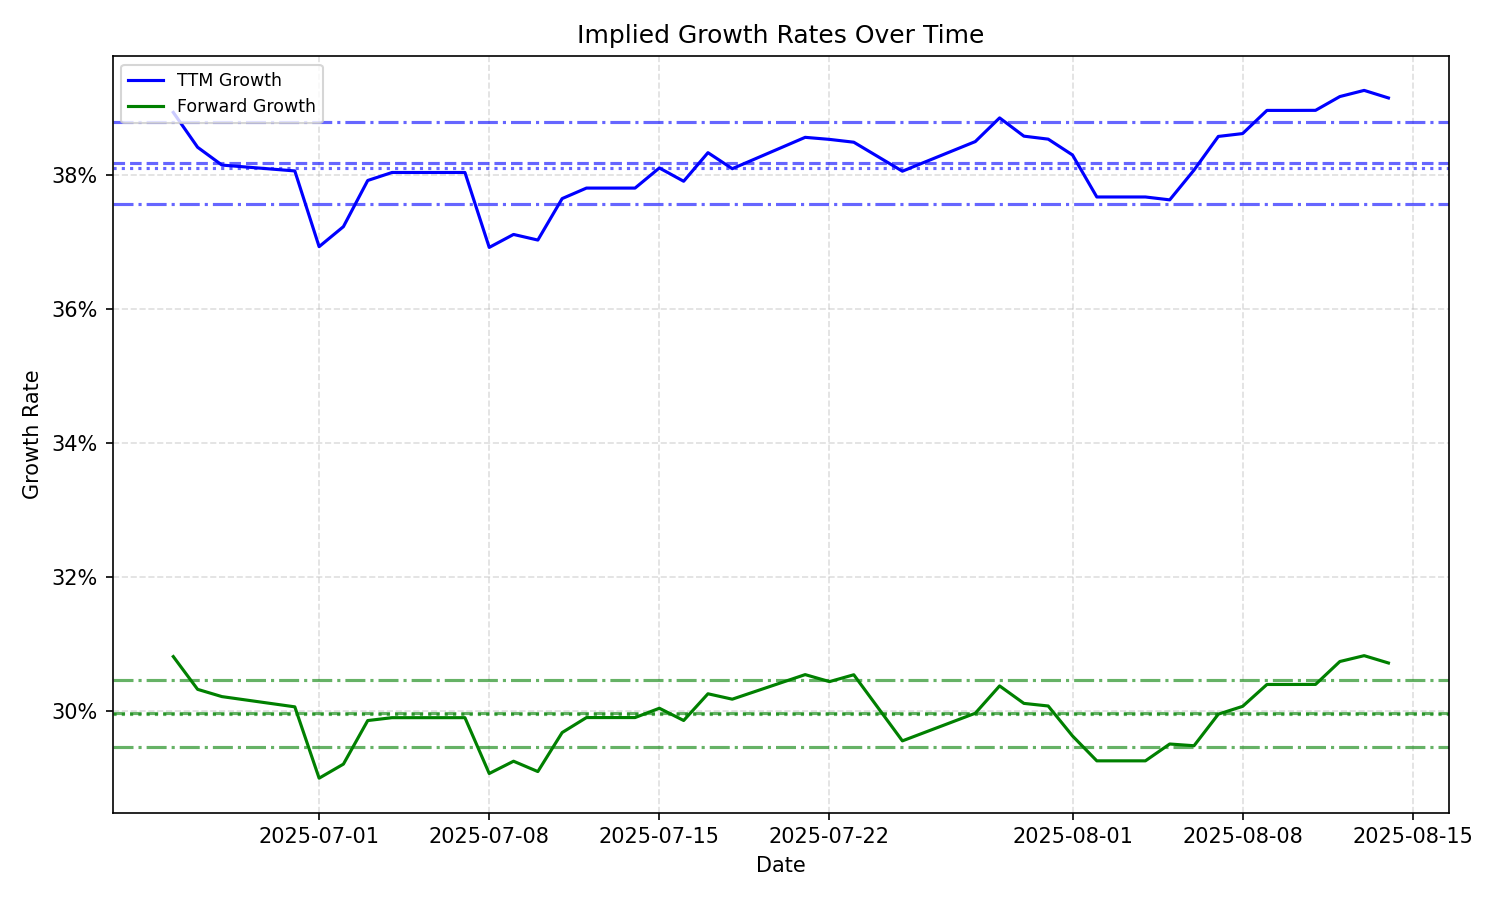 Implied Growth Rates Over Time
TTM Growth
Forward Growth
38%
36%
34%
32%
30%
Growth Rate
2025-07-01
2025-07-08
2025-07-15
2025-07-22
2025-08-01
2025-08-08
2025-08-15
Date